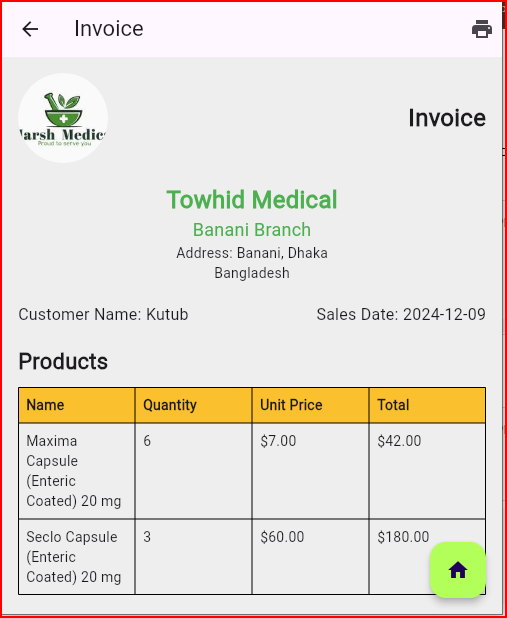 Invoice
arsh Medic
Proud to serve you
Invoice
Towhid Medical
Banani Branch
Address: Banani, Dhaka
Bangladesh
Customer Name: Kutub Sales Date: 2024-12-09
Products
Name Quantity Unit Price Total
Maxima 6 $7.00 $42.00
Capsule
(Enteric
Coated) 20 mg
Seclo Capsule 3 $60.00 $180.00
(Enteric
Coated) 20 mg